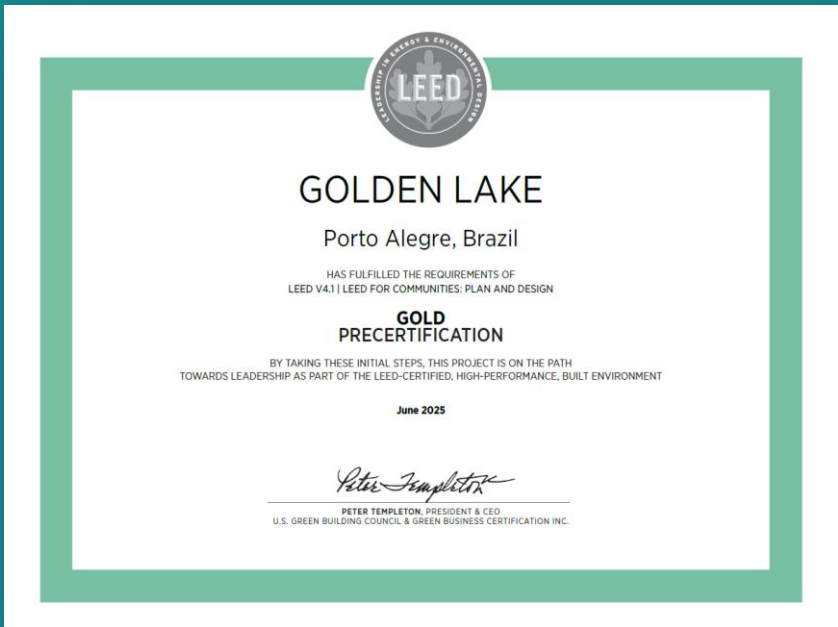 LEADERSHIP IN ENERGY & ENVIRONMENTAL DESIGN
LEED
GOLDEN LAKE
Porto Alegre, Brazil
HAS FULFILLED THE REQUIREMENTS OF
LEED V4.1 | LEED FOR COMMUNITIES: PLAN AND DESIGN
GOLD
PRECERTIFICATION
BY TAKING THESE INITIAL STEPS, THIS PROJECT IS ON THE PATH
TOWARDS LEADERSHIP AS PART OF THE LEED-CERTIFIED, HIGH-PERFORMANCE, BUILT ENVIRONMENT
June 2025
Peter Templeton
PETER TEMPLETON, PRESIDENT & CEO
U.S. GREEN BUILDING COUNCIL & GREEN BUSINESS CERTIFICATION INC.